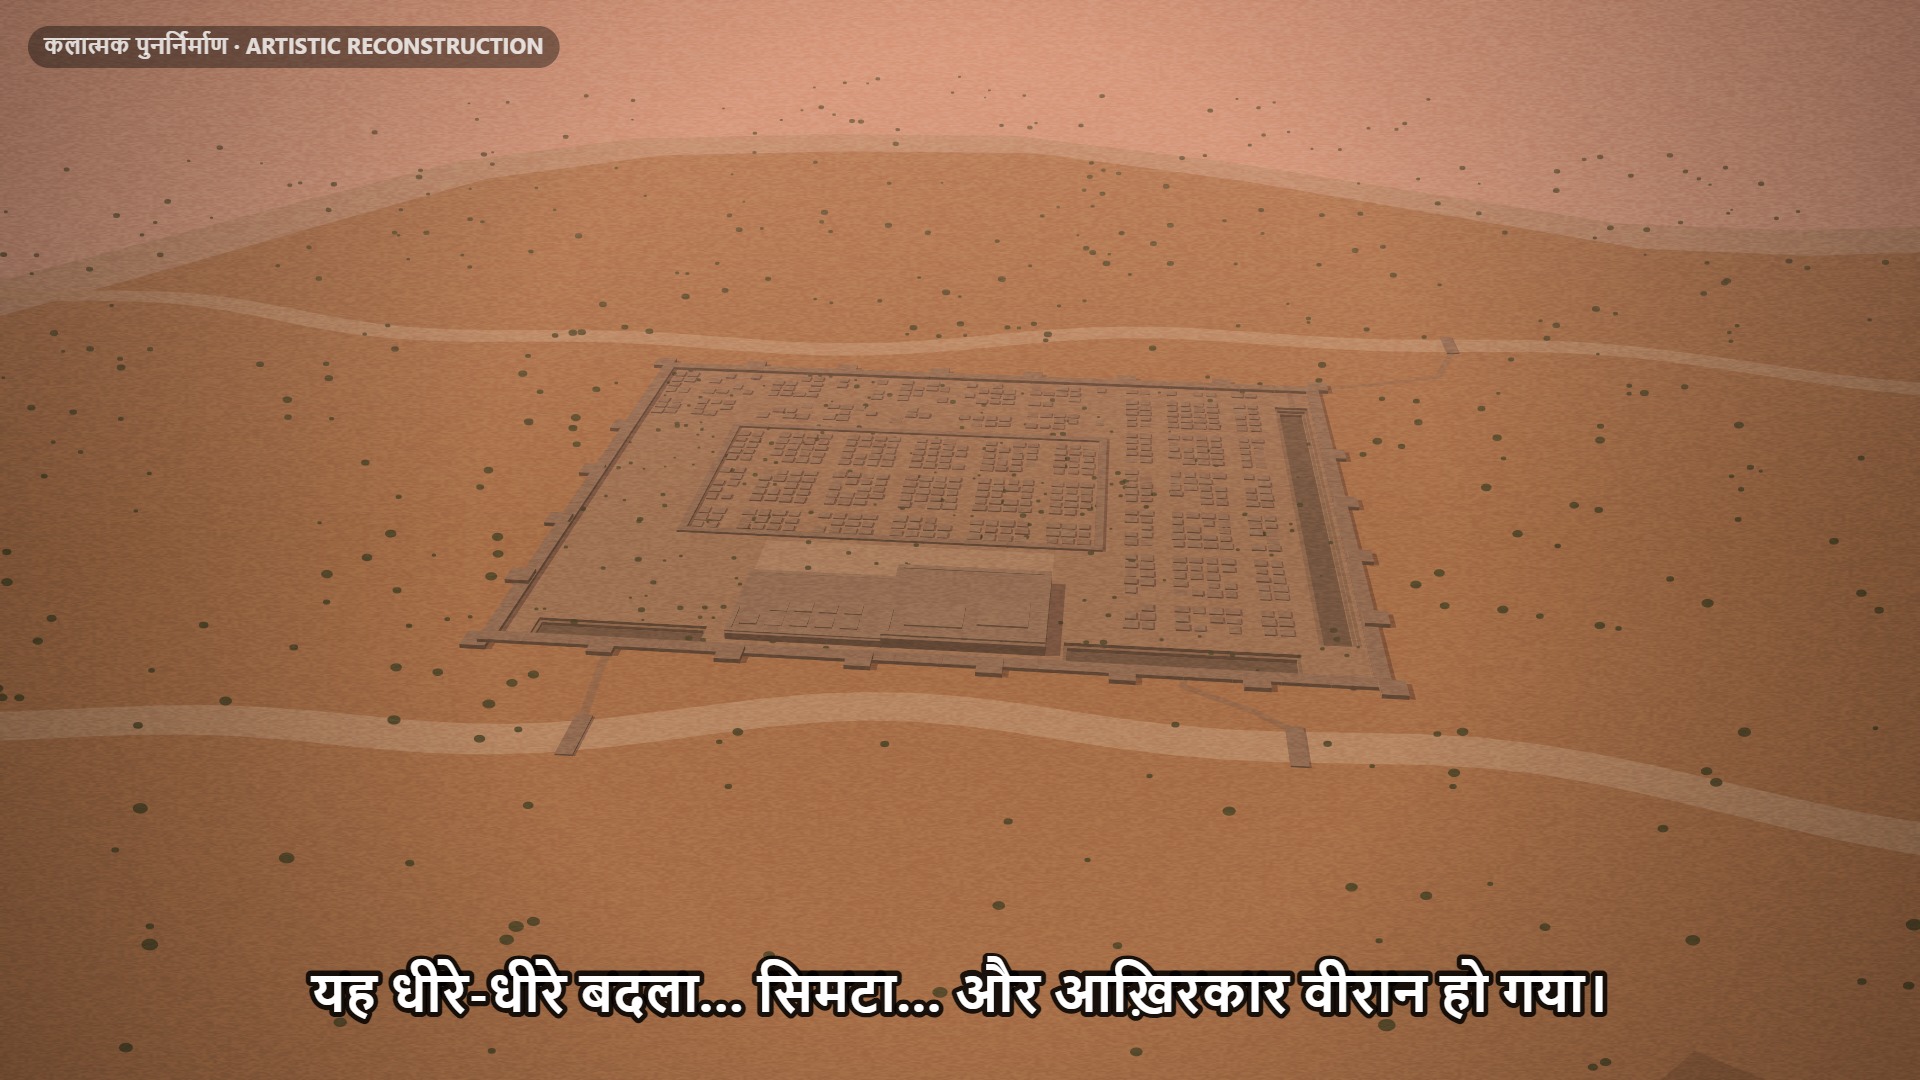 कलात्मक पुनर्निर्माण · ARTISTIC RECONSTRUCTION
यह धीरे-धीरे बदला... सिमटा... और आख़िरकार वीरान हो गया।